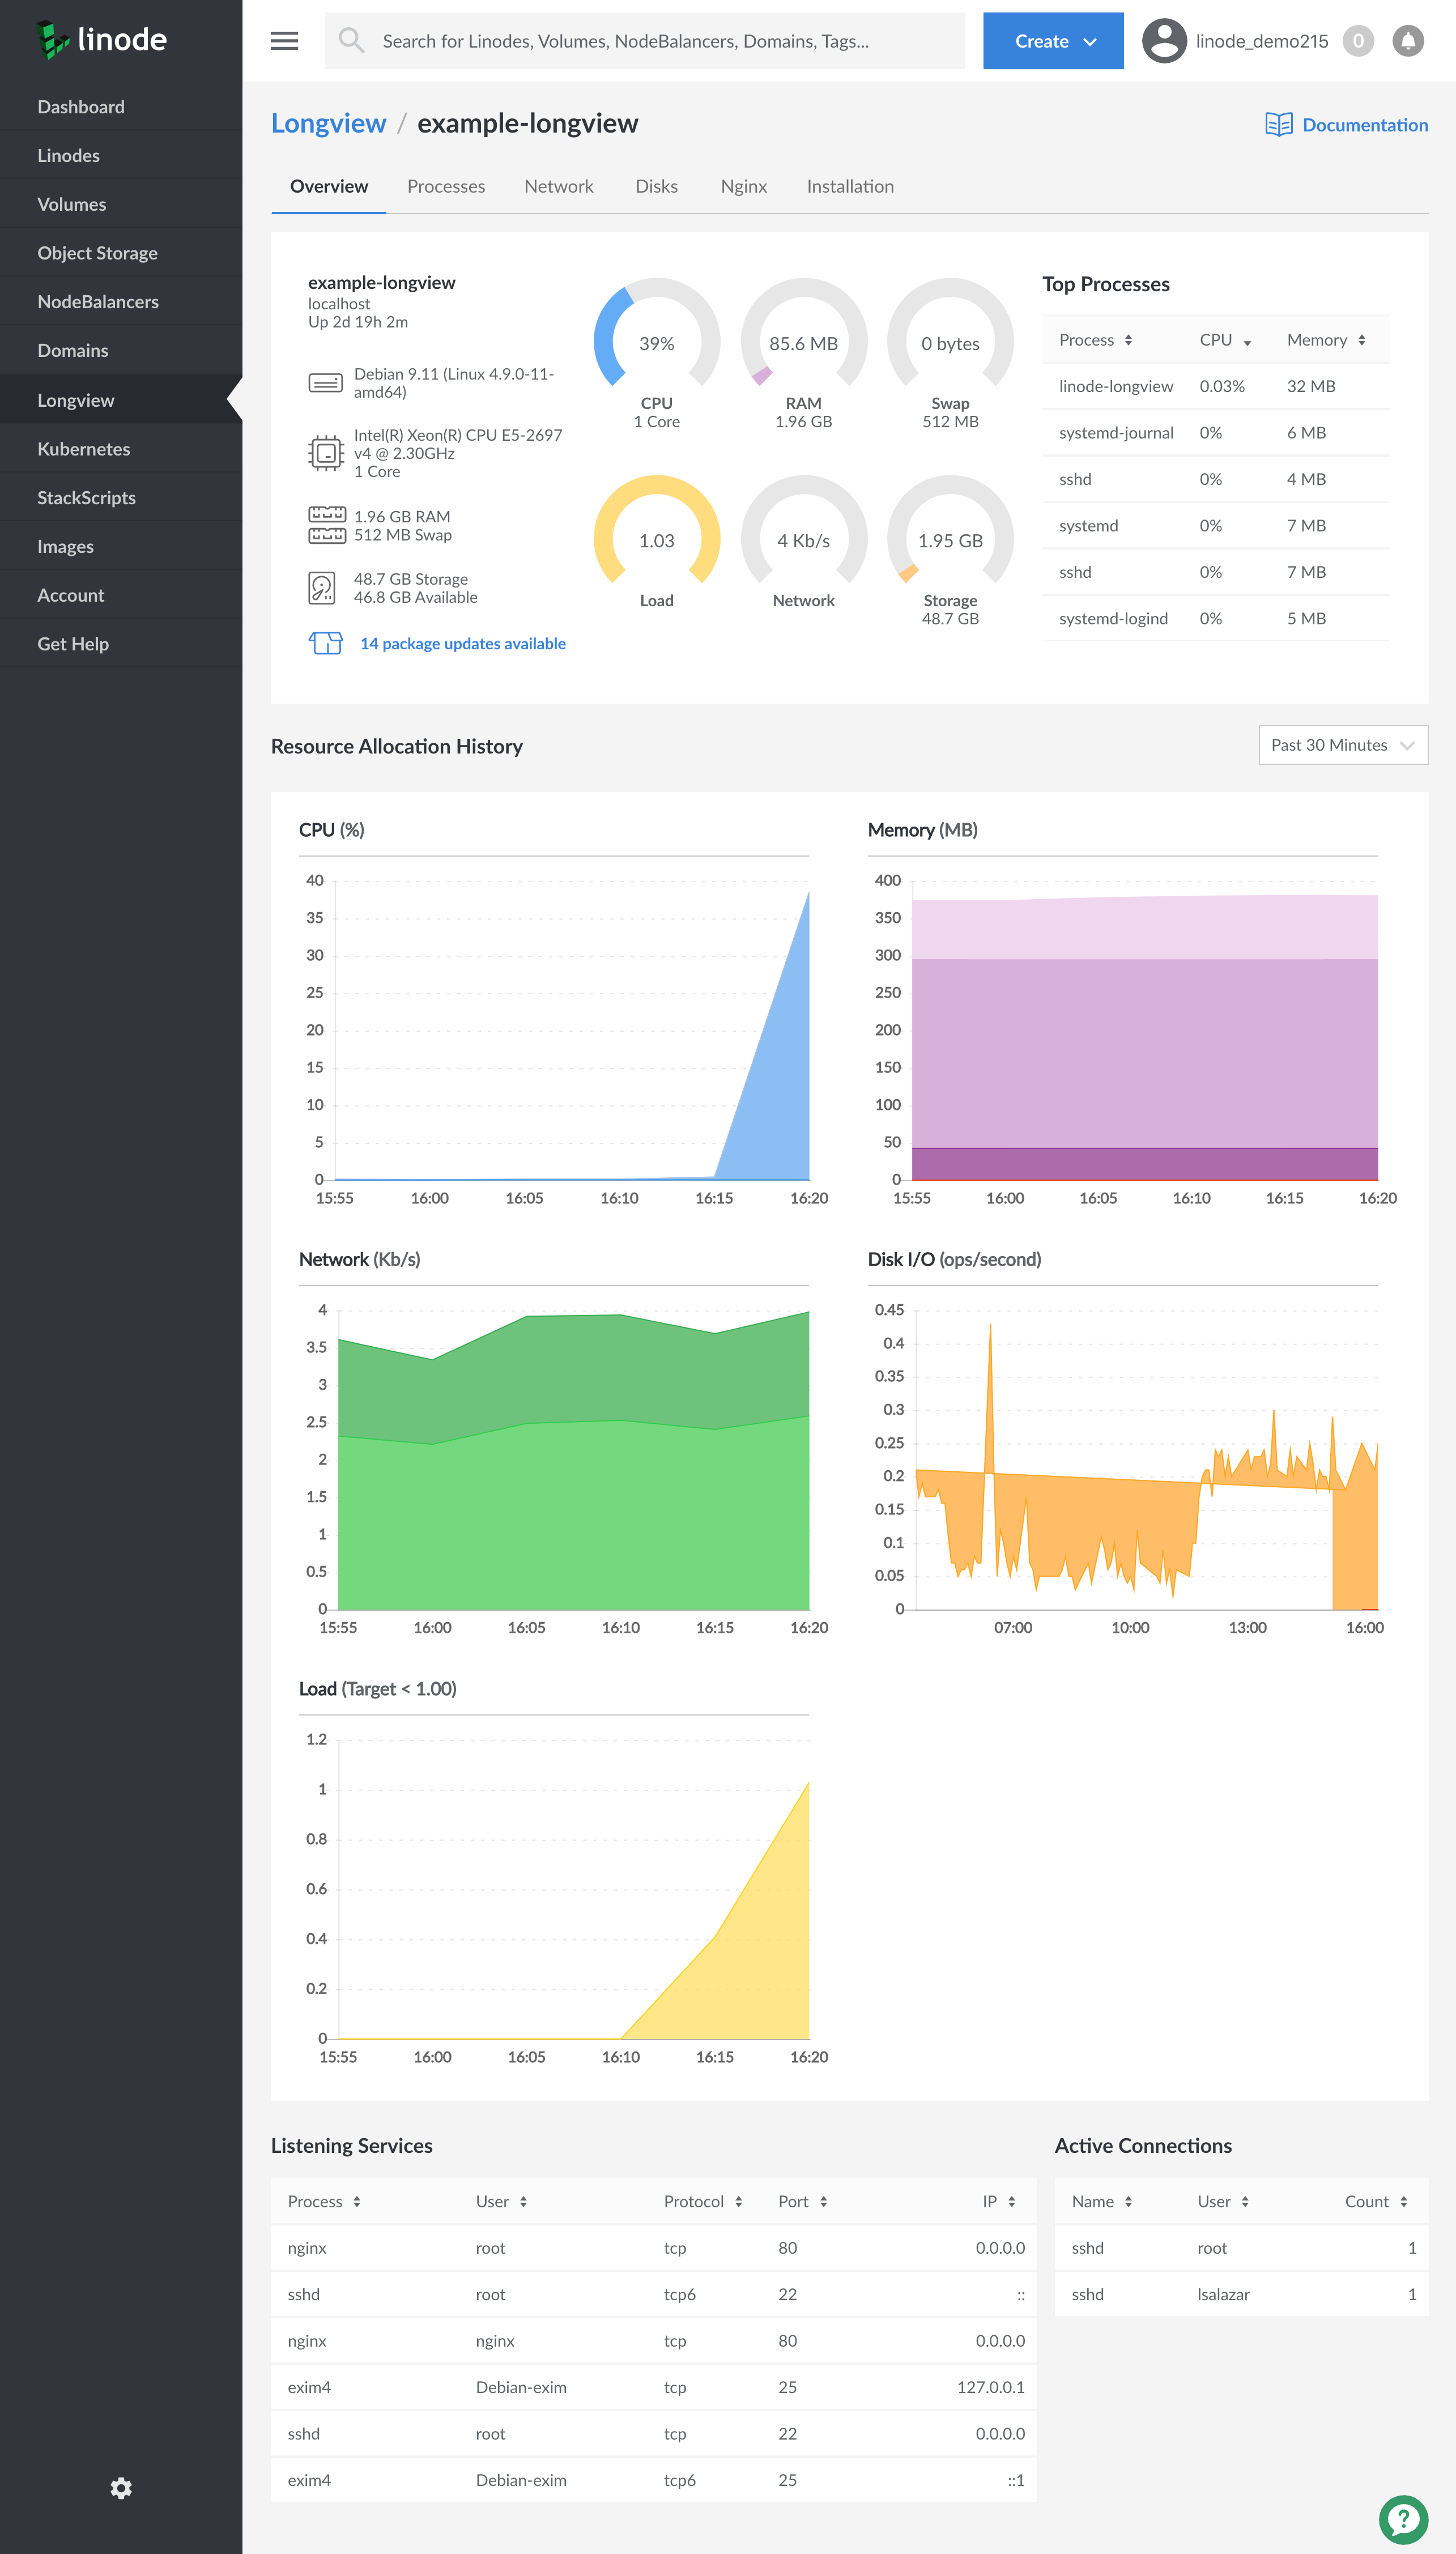 linode
Search for Linodes, Volumes, NodeBalancers, Domains, Tags...
Create
linode_demo215
0
Dashboard
Linodes
Volumes
Object Storage
NodeBalancers
Domains
Longview
Kubernetes
StackScripts
Images
Account
Get Help
Longview / example-longview
Documentation
Overview Processes Network Disks Nginx Installation
example-longview
localhost
Up 2d 19h 2m
Debian 9.11 (Linux 4.9.0-11-
amd64)
Intel(R) Xeon(R) CPU E5-2697
v4 @ 2.30GHz
1 Core
1.96 GB RAM
512 MB Swap
48.7 GB Storage
46.8 GB Available
14 package updates available
39%
CPU
1 Core
85.6 MB
RAM
1.96 GB
0 bytes
Swap
512 MB
1.03
Load
4 Kb/s
Network
1.95 GB
Storage
48.7 GB
Top Processes
Process CPU Memory
linode-longview 0.03% 32 MB
systemd-journal 0% 6 MB
sshd 0% 4 MB
systemd 0% 7 MB
sshd 0% 7 MB
systemd-logind 0% 5 MB
Resource Allocation History
Past 30 Minutes
CPU (%)
40
35
30
25
20
15
10
5
0
15:55 16:00 16:05 16:10 16:15 16:20
Memory (MB)
400
350
300
250
200
150
100
50
0
15:55 16:00 16:05 16:10 16:15 16:20
Network (Kb/s)
4
3.5
3
2.5
2
1.5
1
0.5
0
15:55 16:00 16:05 16:10 16:15 16:20
Disk I/O (ops/second)
0.45
0.4
0.35
0.3
0.25
0.2
0.15
0.1
0.05
0
07:00 10:00 13:00 16:00
Load (Target < 1.00)
1.2
1
0.8
0.6
0.4
0.2
0
15:55 16:00 16:05 16:10 16:15 16:20
Listening Services
Process User Protocol Port IP
nginx root tcp 80 0.0.0.0
sshd root tcp6 22 ::
nginx nginx tcp 80 0.0.0.0
exim4 Debian-exim tcp 25 127.0.0.1
sshd root tcp 22 0.0.0.0
exim4 Debian-exim tcp6 25 ::1
Active Connections
Name User Count
sshd root 1
sshd lsalazar 1
?